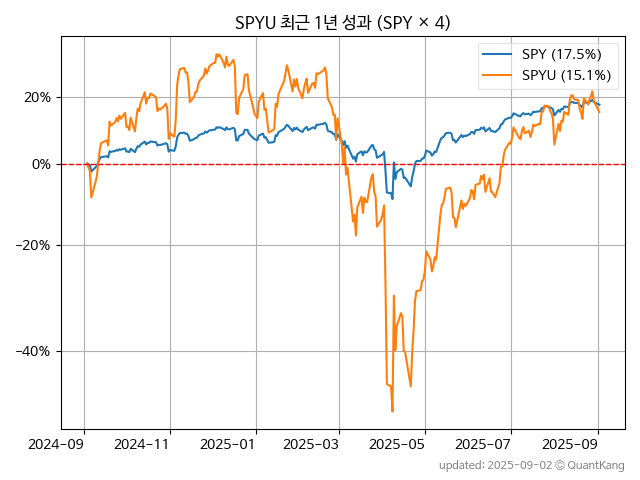 SPYU 최근 1년 성과 (SPY × 4)
SPY (17.5%)
SPYU (15.1%)
20%
0%
−20%
−40%
2024−09
2024−11
2025−01
2025−03
2025−05
2025−07
2025−09
updated: 2025−09−02 © QuantKang